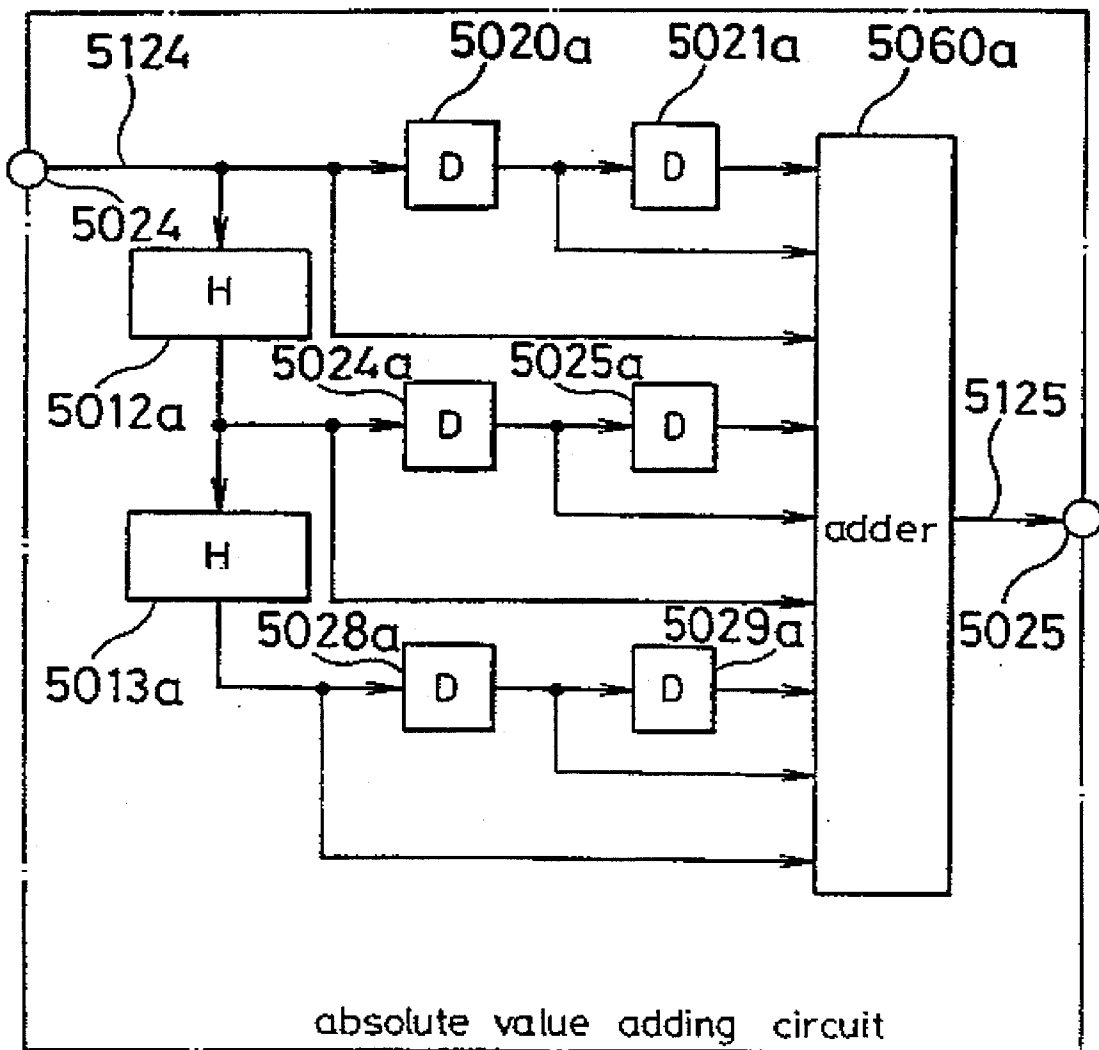 5124 5020a 5021a 5060a
D D
5024
H
5012a 5024a 5025a 5125
D D
adder
H
5013a 5028a 5029a 5025
D D
absolute value adding circuit